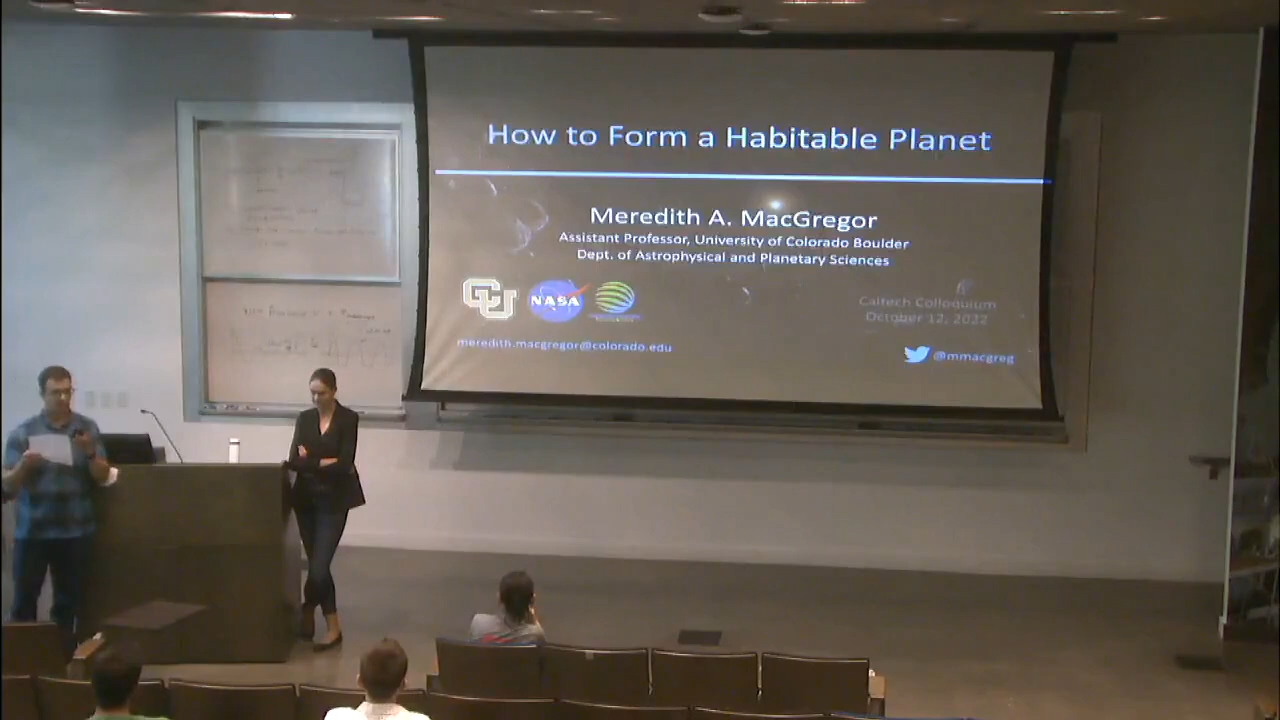 How to Form a Habitable Planet
Meredith A. MacGregor
Assistant Professor, University of Colorado Boulder
Dept. of Astrophysical and Planetary Sciences
CU
NASA
Caltech Colloquium
October 12, 2022
meredith.macgregor@colorado.edu
@mmacgreg